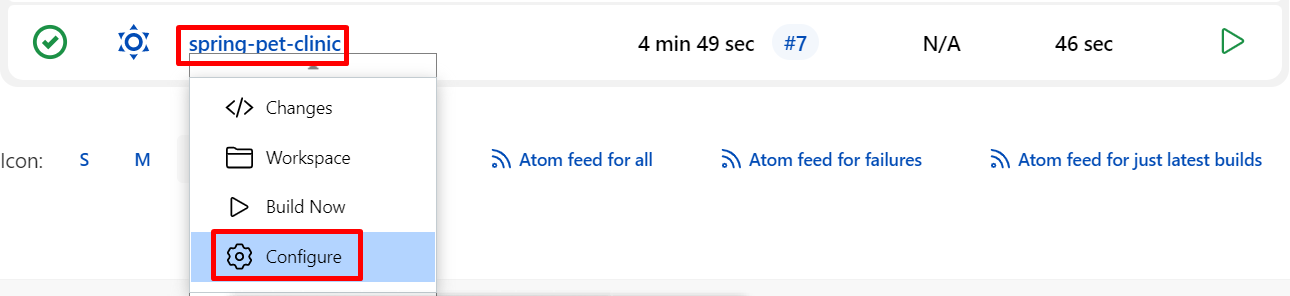 spring-pet-clinic 4 min 49 sec #7 N/A 46 sec
Changes
Icon: S M Atom feed for all Atom feed for failures Atom feed for just latest builds
Workspace
Build Now
Configure